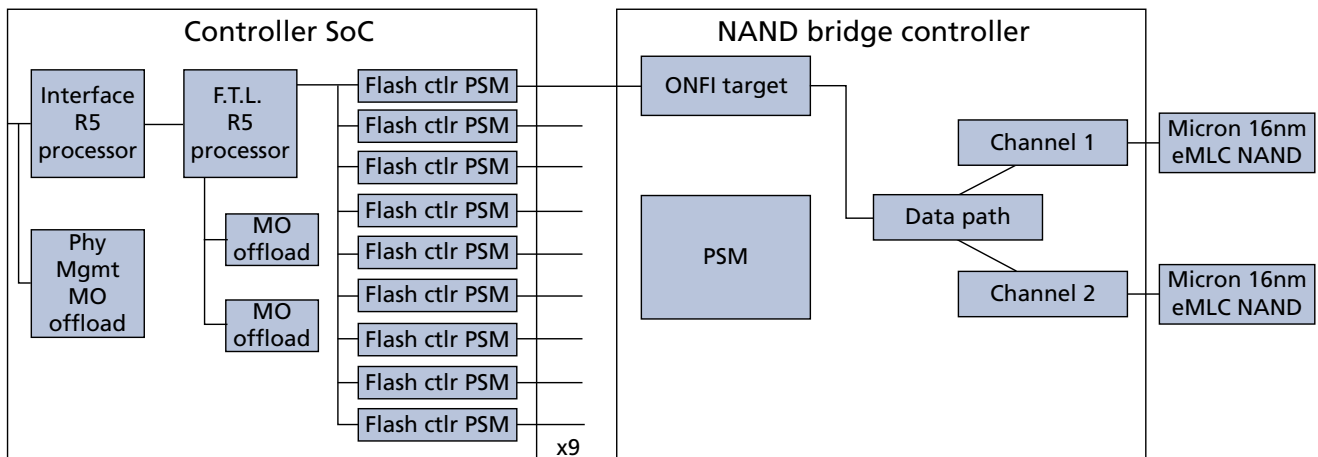 Controller SoC
Interface
R5
processor
Phy
Mgmt
MO
offload
F.T.L.
R5
processor
MO
offload
MO
offload
Flash ctlr PSM
Flash ctlr PSM
Flash ctlr PSM
Flash ctlr PSM
Flash ctlr PSM
Flash ctlr PSM
Flash ctlr PSM
Flash ctlr PSM
Flash ctlr PSM
x9
NAND bridge controller
ONFI target
PSM
Data path
Channel 1
Channel 2
Micron 16nm
eMLC NAND
Micron 16nm
eMLC NAND